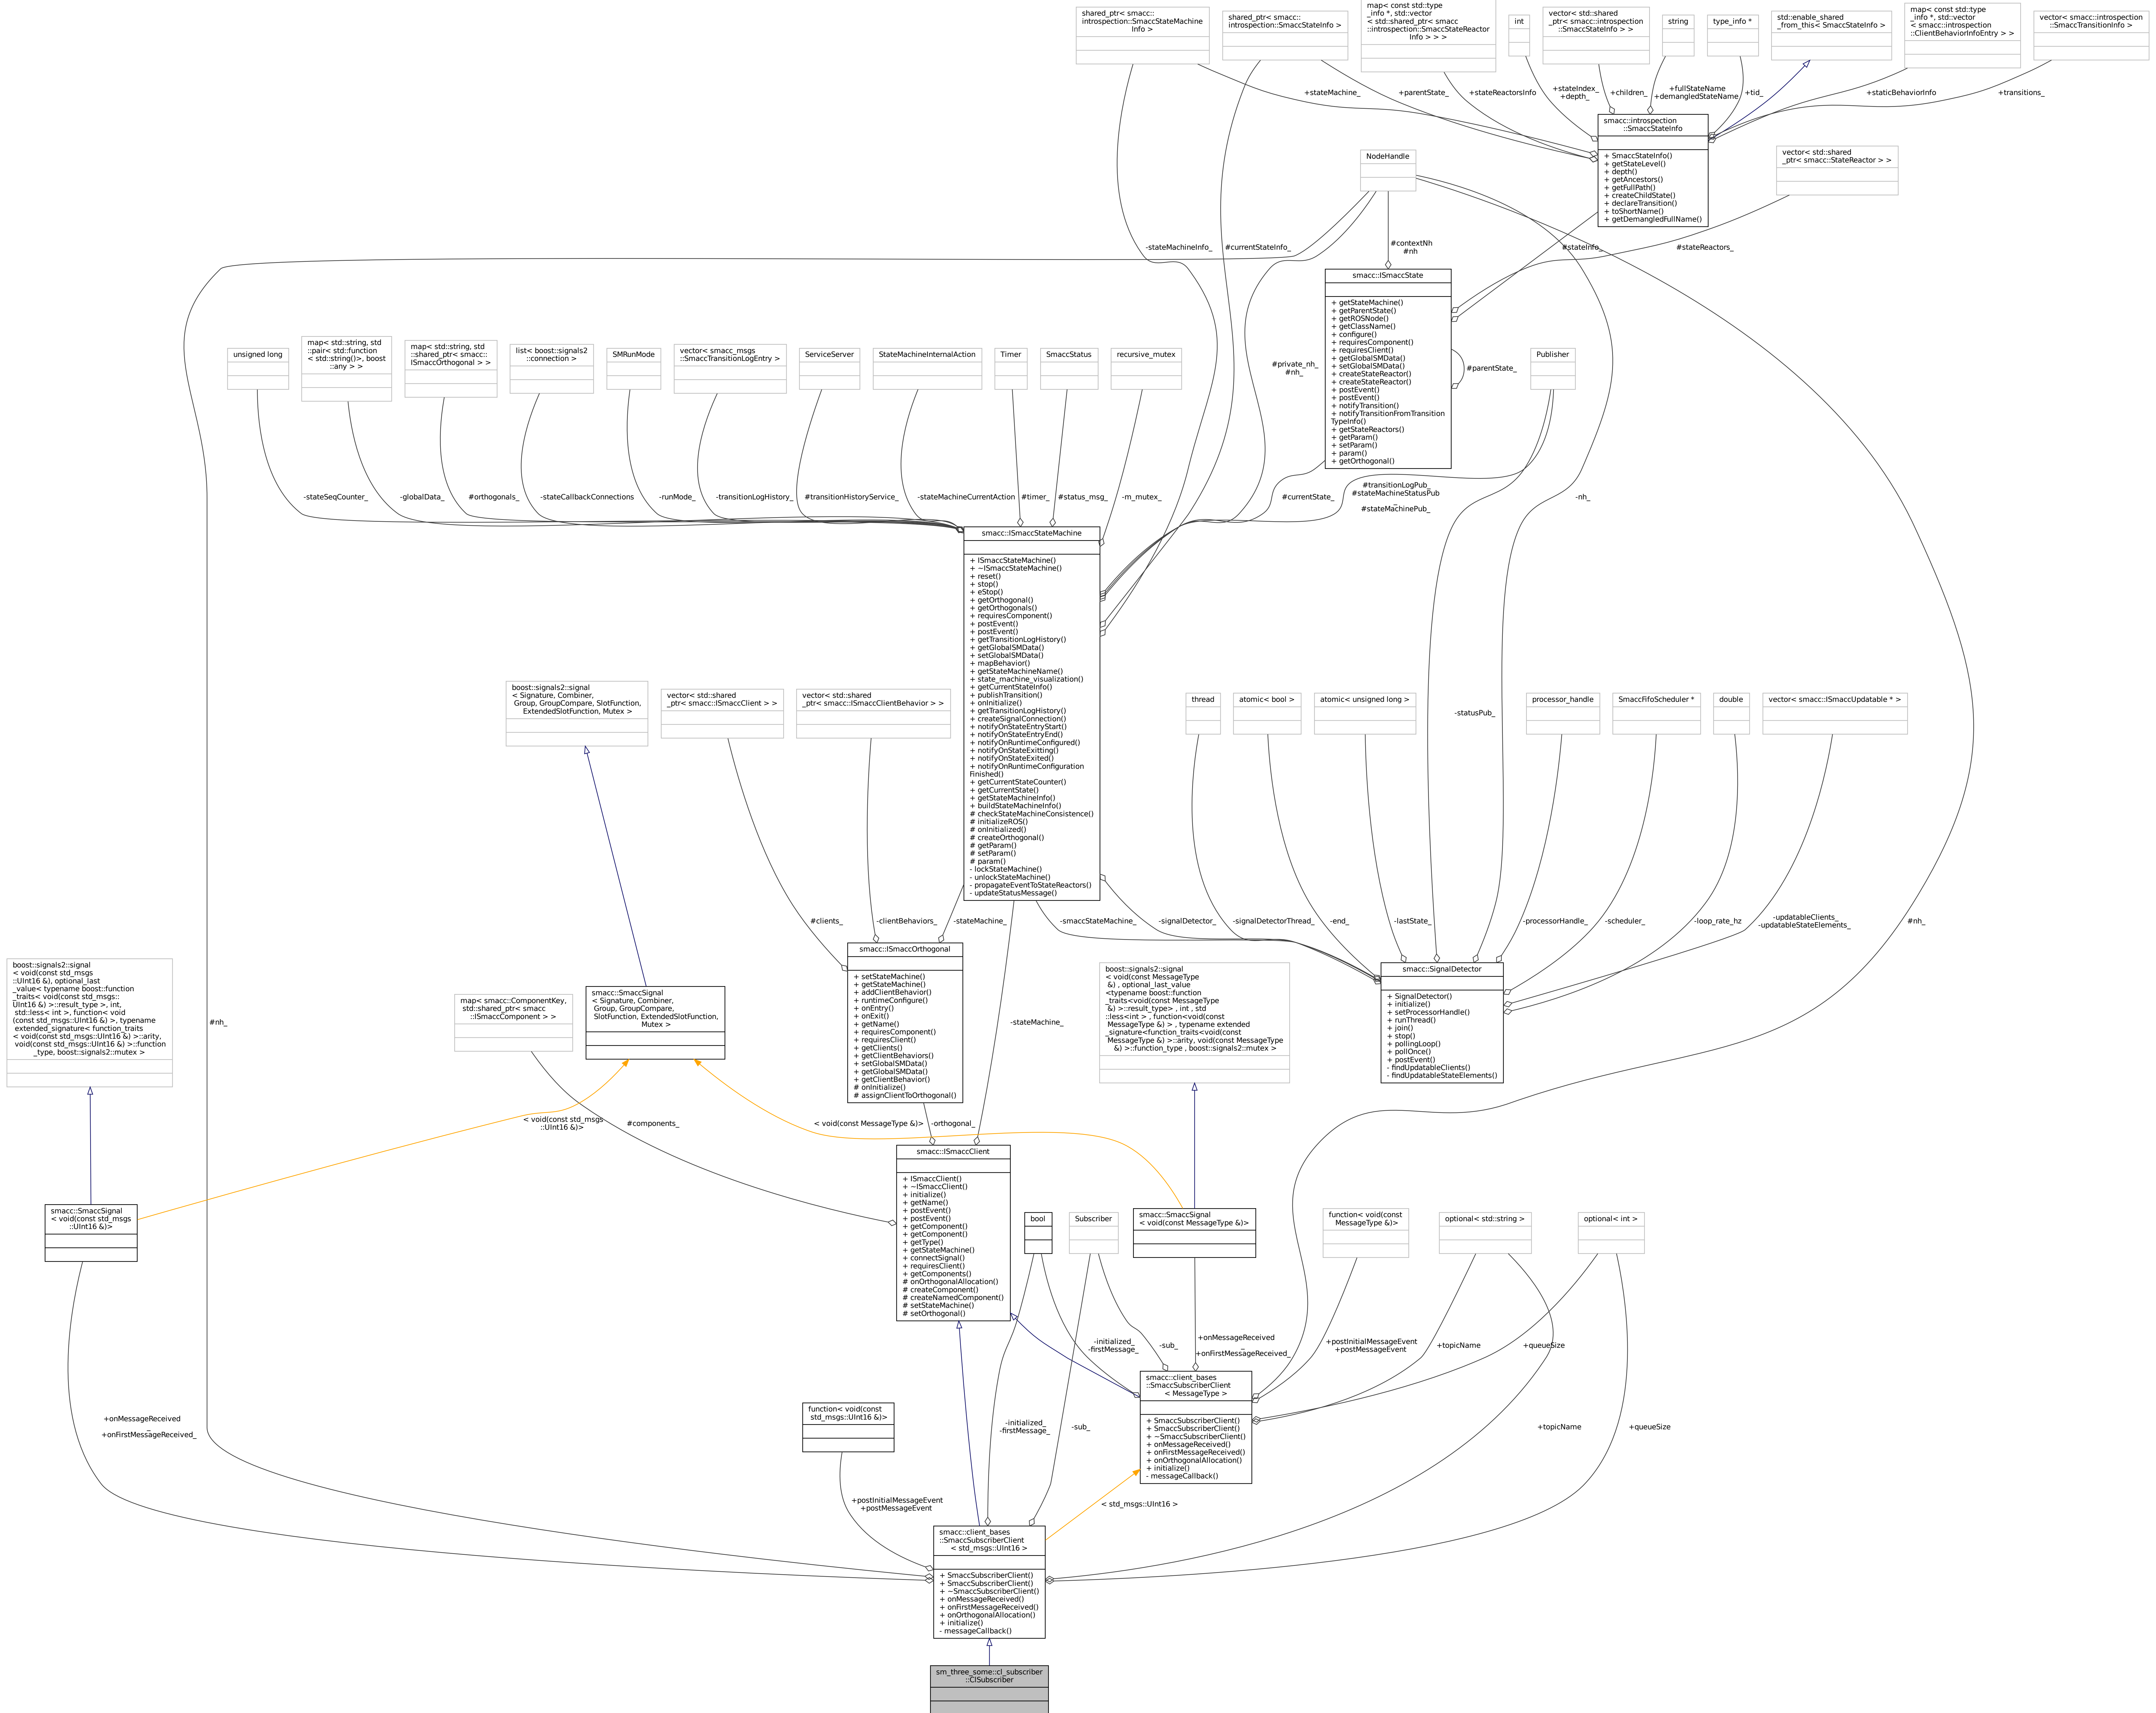 shared_ptr< smacc::
introspection::SmaccStateMachine
Info >
shared_ptr< smacc::
introspection::SmaccStateInfo >
map< const std::type
_info *, std::vector
< std::shared_ptr< smacc
::introspection::SmaccStateReactor
Info > > >
int
vector< std::shared
_ptr< smacc::introspection
::SmaccStateInfo > >
string
type_info *
std::enable_shared
_from_this< SmaccStateInfo >
map< const std::type
_info *, std::vector
< smacc::introspection
::ClientBehaviorInfoEntry > >
vector< smacc::introspection
::SmaccTransitionInfo >
+stateMachine_
+parentState_
+stateReactorsInfo
+stateIndex_
+depth_
+children_
+fullStateName
+demangledStateName
+tid_
+staticBehaviorInfo
+transitions_
smacc::introspection
::SmaccStateInfo
+ SmaccStateInfo()
+ getStateLevel()
+ depth()
+ getAncestors()
+ getFullPath()
+ createChildState()
+ declareTransition()
+ toShortName()
+ getDemangledFullName()
NodeHandle
vector< std::shared
_ptr< smacc::StateReactor > >
-stateMachineInfo_
#currentStateInfo_
#contextNh
#nh
#stateInfo_
#stateReactors_
smacc::ISmaccState
+ getStateMachine()
+ getParentState()
+ getROSNode()
+ getClassName()
+ configure()
+ requiresComponent()
+ requiresClient()
+ getGlobalSMData()
+ setGlobalSMData()
+ createStateReactor()
+ createStateReactor()
+ postEvent()
+ postEvent()
+ notifyTransition()
+ notifyTransitionFromTransition
TypeInfo()
+ getStateReactors()
+ getParam()
+ setParam()
+ param()
+ getOrthogonal()
#parentState_
#private_nh_
#nh_
Publisher
unsigned long
map< std::string, std
::pair< std::function
< std::string()>, boost
::any > >
map< std::string, std
::shared_ptr< smacc::
ISmaccOrthogonal > >
list< boost::signals2
::connection >
SMRunMode
vector< smacc_msgs
::SmaccTransitionLogEntry >
ServiceServer
StateMachineInternalAction
Timer
SmaccStatus
recursive_mutex
-stateSeqCounter_
-globalData_
#orthogonals_
-stateCallbackConnections
-runMode_
-transitionLogHistory_
#transitionHistoryService_
-stateMachineCurrentAction
#timer_
#status_msg_
-m_mutex_
#currentState_
#transitionLogPub_
#stateMachineStatusPub
_
#stateMachinePub_
-nh_
smacc::ISmaccStateMachine
+ ISmaccStateMachine()
+ ~ISmaccStateMachine()
+ reset()
+ stop()
+ eStop()
+ getOrthogonal()
+ getOrthogonals()
+ requiresComponent()
+ postEvent()
+ postEvent()
+ getTransitionLogHistory()
+ getGlobalSMData()
+ setGlobalSMData()
+ mapBehavior()
+ getStateMachineName()
+ state_machine_visualization()
+ getCurrentStateInfo()
+ publishTransition()
+ onInitialize()
+ getTransitionLogHistory()
+ createSignalConnection()
+ notifyOnStateEntryStart()
+ notifyOnStateEntryEnd()
+ notifyOnRuntimeConfigured()
+ notifyOnStateExitting()
+ notifyOnStateExited()
+ notifyOnRuntimeConfiguration
Finished()
+ getCurrentStateCounter()
+ getCurrentState()
+ getStateMachineInfo()
+ buildStateMachineInfo()
# checkStateMachineConsistence()
# initializeROS()
# onInitialized()
# createOrthogonal()
# getParam()
# setParam()
# param()
- lockStateMachine()
- unlockStateMachine()
- propagateEventToStateReactors()
- updateStatusMessage()
boost::signals2::signal
< Signature, Combiner,
Group, GroupCompare, SlotFunction,
ExtendedSlotFunction, Mutex >
vector< std::shared
_ptr< smacc::ISmaccClient > >
vector< std::shared
_ptr< smacc::ISmaccClientBehavior > >
thread
atomic< bool >
atomic< unsigned long >
-statusPub_
processor_handle
SmaccFifoScheduler *
double
vector< smacc::ISmaccUpdatable * >
#clients_
-clientBehaviors_
-stateMachine_
-smaccStateMachine_
-signalDetector_
-signalDetectorThread_
-end_
-lastState_
-processorHandle_
-scheduler_
-loop_rate_hz
-updatableClients_
-updatableStateElements_
#nh_
smacc::ISmaccOrthogonal
+ setStateMachine()
+ getStateMachine()
+ addClientBehavior()
+ runtimeConfigure()
+ onEntry()
+ onExit()
+ getName()
+ requiresComponent()
+ requiresClient()
+ getClients()
+ getClientBehaviors()
+ setGlobalSMData()
+ getGlobalSMData()
+ getClientBehavior()
# onInitialize()
# assignClientToOrthogonal()
smacc::SignalDetector
+ SignalDetector()
+ initialize()
+ setProcessorHandle()
+ runThread()
+ join()
+ stop()
+ pollingLoop()
+ pollOnce()
+ postEvent()
- findUpdatableClients()
- findUpdatableStateElements()
boost::signals2::signal
< void(const std_msgs
::UInt16 &), optional_last
_value< typename boost::function
_traits< void(const std_msgs::
UInt16 &) >::result_type >, int,
std::less< int >, function< void
(const std_msgs::UInt16 &) >, typename
extended_signature< function_traits
< void(const std_msgs::UInt16 &) >::arity,
void(const std_msgs::UInt16 &) >::function
_type, boost::signals2::mutex >
#nh_
map< smacc::ComponentKey,
std::shared_ptr< smacc
::ISmaccComponent > >
smacc::SmaccSignal
< Signature, Combiner,
Group, GroupCompare,
SlotFunction, ExtendedSlotFunction,
Mutex >
-stateMachine_
boost::signals2::signal
< void(const MessageType
&) , optional_last_value
<typename boost::function
_traits<void(const MessageType
&) >::result_type> , int , std
::less<int > , function<void(const
MessageType &) > , typename extended
_signature<function_traits<void(const
MessageType &) >::arity, void(const MessageType
&) >::function_type , boost::signals2::mutex >
< void(const std_msgs
::UInt16 &)>
#components_
< void(const MessageType &)>
-orthogonal_
smacc::ISmaccClient
+ ISmaccClient()
+ ~ISmaccClient()
+ initialize()
+ getName()
+ postEvent()
+ postEvent()
+ getComponent()
+ getComponent()
+ getType()
+ getStateMachine()
+ connectSignal()
+ requiresClient()
+ getComponents()
# onOrthogonalAllocation()
# createComponent()
# createNamedComponent()
# setStateMachine()
# setOrthogonal()
smacc::SmaccSignal
< void(const std_msgs
::UInt16 &)>
bool
Subscriber
smacc::SmaccSignal
< void(const MessageType &)>
function< void(const
MessageType &)>
optional< std::string >
optional< int >
-initialized_
-firstMessage_
-sub_
+onMessageReceived
_
+onFirstMessageReceived_
+postInitialMessageEvent
+postMessageEvent
+topicName
+queueSize
smacc::client_bases
::SmaccSubscriberClient
< MessageType >
+ SmaccSubscriberClient()
+ SmaccSubscriberClient()
+ ~SmaccSubscriberClient()
+ onMessageReceived()
+ onFirstMessageReceived()
+ onOrthogonalAllocation()
+ initialize()
- messageCallback()
function< void(const
std_msgs::UInt16 &)>
+onMessageReceived
_
+onFirstMessageReceived_
-initialized_
-firstMessage_
-sub_
+topicName
+queueSize
+postInitialMessageEvent
+postMessageEvent
< std_msgs::UInt16 >
smacc::client_bases
::SmaccSubscriberClient
< std_msgs::UInt16 >
+ SmaccSubscriberClient()
+ SmaccSubscriberClient()
+ ~SmaccSubscriberClient()
+ onMessageReceived()
+ onFirstMessageReceived()
+ onOrthogonalAllocation()
+ initialize()
- messageCallback()
sm_three_some::cl_subscriber
::ClSubscriber